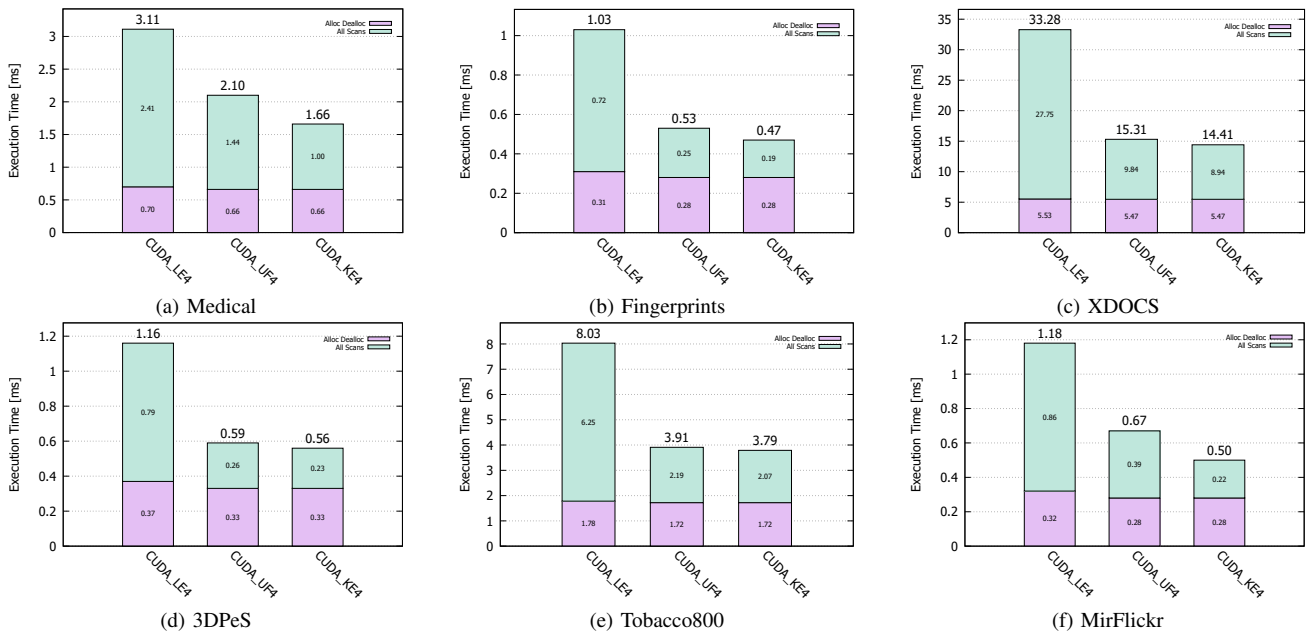 3.11
Alloc Dealloc
All Scans
3
2.5
2
1.5
1
0.5
0
Execution Time [ms]
2.10
1.66
2.41
1.44
1.00
0.70
0.66
0.66
CUDA_LE4
CUDA_UF4
CUDA_KE4
(a) Medical
1.03
Alloc Dealloc
All Scans
1
0.8
0.6
0.4
0.2
0
Execution Time [ms]
0.53
0.47
0.72
0.25
0.19
0.31
0.28
0.28
CUDA_LE4
CUDA_UF4
CUDA_KE4
(b) Fingerprints
33.28
Alloc Dealloc
All Scans
35
30
25
20
15
10
5
0
Execution Time [ms]
15.31
14.41
27.75
9.84
8.94
5.53
5.47
5.47
CUDA_LE4
CUDA_UF4
CUDA_KE4
(c) XDOCS
1.16
Alloc Dealloc
All Scans
1.2
1
0.8
0.6
0.4
0.2
0
Execution Time [ms]
0.59
0.56
0.79
0.26
0.23
0.37
0.33
0.33
CUDA_LE4
CUDA_UF4
CUDA_KE4
(d) 3DPeS
8.03
Alloc Dealloc
All Scans
8
7
6
5
4
3
2
1
0
Execution Time [ms]
3.91
3.79
6.25
2.19
2.07
1.78
1.72
1.72
CUDA_LE4
CUDA_UF4
CUDA_KE4
(e) Tobacco800
1.18
Alloc Dealloc
All Scans
1.2
1
0.8
0.6
0.4
0.2
0
Execution Time [ms]
0.67
0.50
0.86
0.39
0.22
0.32
0.28
0.28
CUDA_LE4
CUDA_UF4
CUDA_KE4
(f) MirFlickr